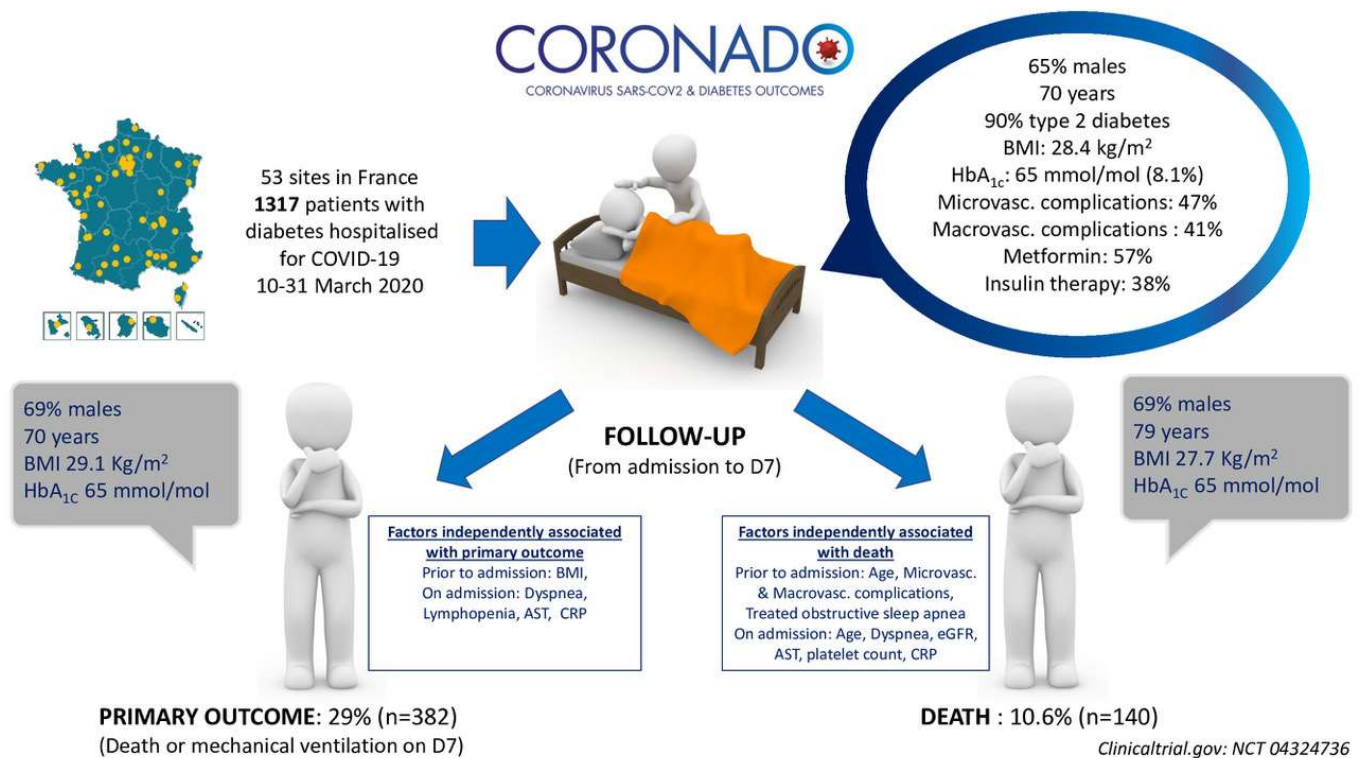 CORONADO
CORONAVIRUS SARS-COV2 & DIABETES OUTCOMES
53 sites in France
1317 patients with
diabetes hospitalised
for COVID-19
10-31 March 2020
65% males
70 years
90% type 2 diabetes
BMI: 28.4 kg/m²
HbA₁c: 65 mmol/mol (8.1%)
Microvasc. complications: 47%
Macrovasc. complications : 41%
Metformin: 57%
Insulin therapy: 38%
69% males
70 years
BMI 29.1 Kg/m²
HbA₁C 65 mmol/mol
FOLLOW-UP
(From admission to D7)
69% males
79 years
BMI 27.7 Kg/m²
HbA₁C 65 mmol/mol
Factors independently associated
with primary outcome
Prior to admission: BMI,
On admission: Dyspnea,
Lymphopenia, AST, CRP
Factors independently associated
with death
Prior to admission: Age, Microvasc.
& Macrovasc. complications,
Treated obstructive sleep apnea
On admission: Age, Dyspnea, eGFR,
AST, platelet count, CRP
PRIMARY OUTCOME: 29% (n=382)
(Death or mechanical ventilation on D7)
DEATH : 10.6% (n=140)
Clinicaltrial.gov: NCT 04324736